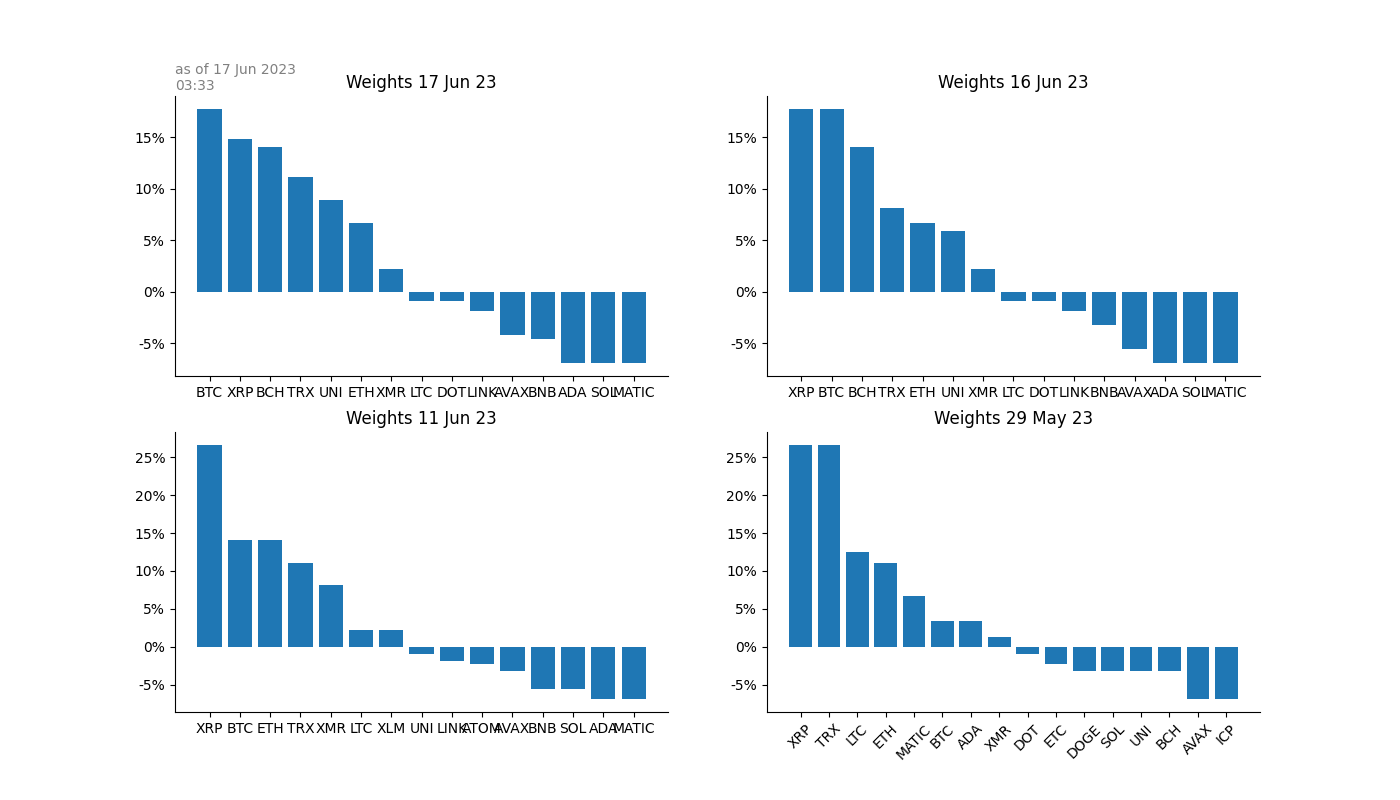 as of 17 Jun 2023
03:33
Weights 17 Jun 23
15%
10%
5%
0%
-5%
BTC XRP BCH TRX UNI ETH XMR LTC DOT LINK AVAX BNB ADA SOL MATIC
Weights 16 Jun 23
15%
10%
5%
0%
-5%
XRP BTC BCH TRX ETH UNI XMR LTC DOT LINK BNB AVAX ADA SOL MATIC
Weights 11 Jun 23
25%
20%
15%
10%
5%
0%
-5%
XRP BTC ETH TRX XMR LTC XLM UNI LINK ATOM AVAX BNB SOL ADA MATIC
Weights 29 May 23
25%
20%
15%
10%
5%
0%
-5%
XRP TRX LTC ETH MATIC BTC ADA XMR DOT ETC DOGE SOL UNI BCH AVAX ICP